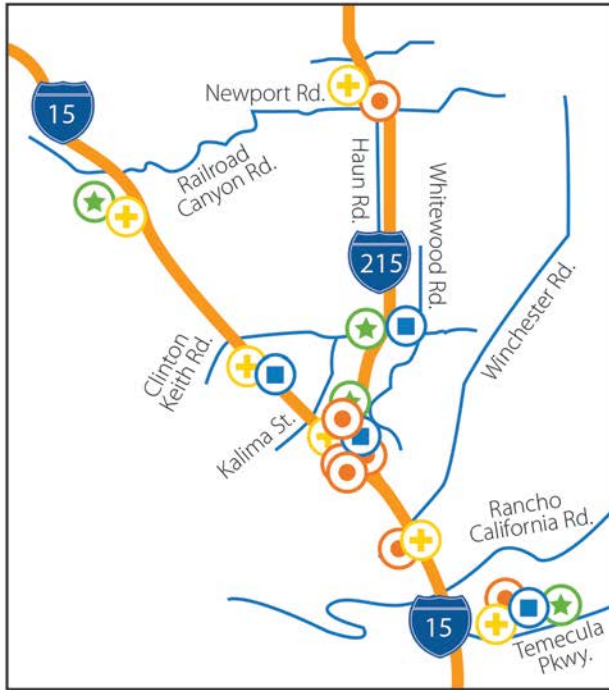 Newport Rd.
15
Railroad
Canyon Rd.
Haun Rd.
Whitewood Rd.
215
Winchester Rd.
Clinton
Keith Rd.
Kalima St.
Rancho
California Rd.
15
Temecula
Pkwy.